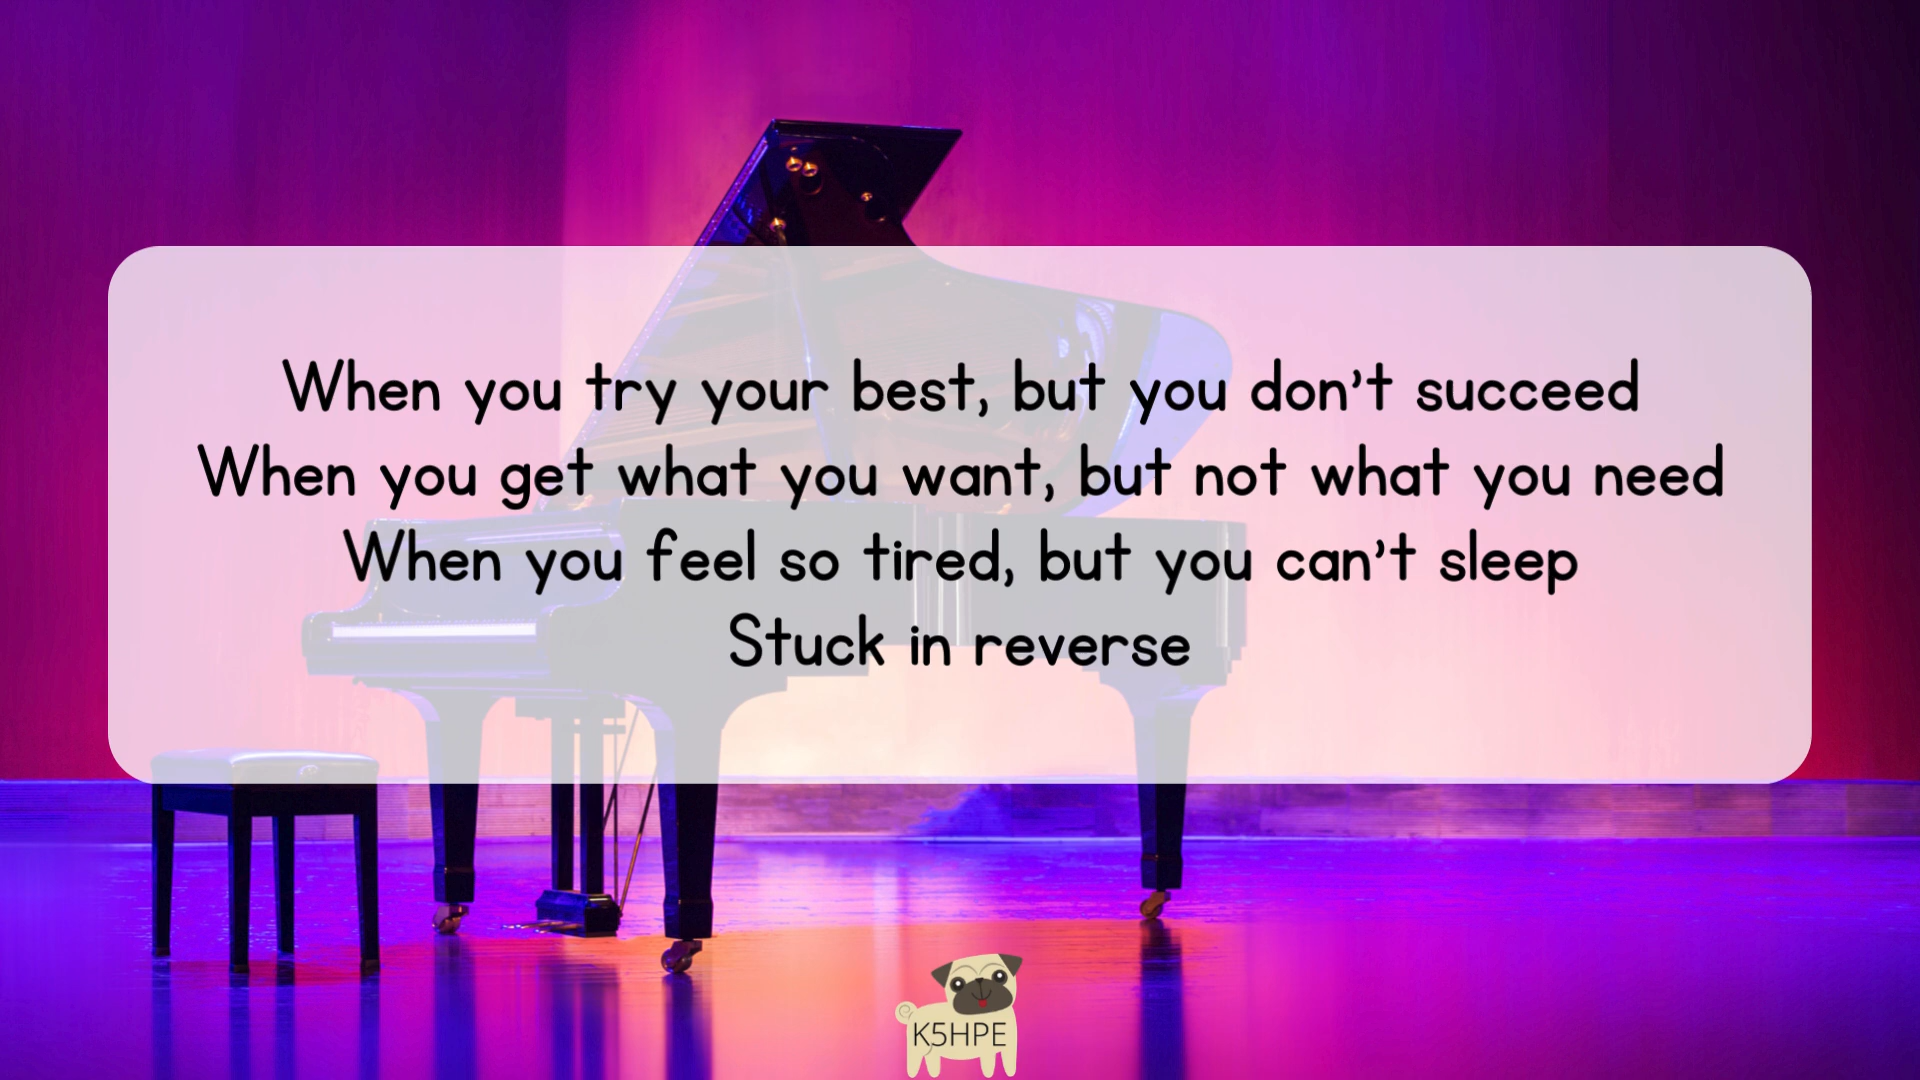 When you try your best, but you don't succeed
When you get what you want, but not what you need
When you feel so tired, but you can't sleep
Stuck in reverse
K5HPE